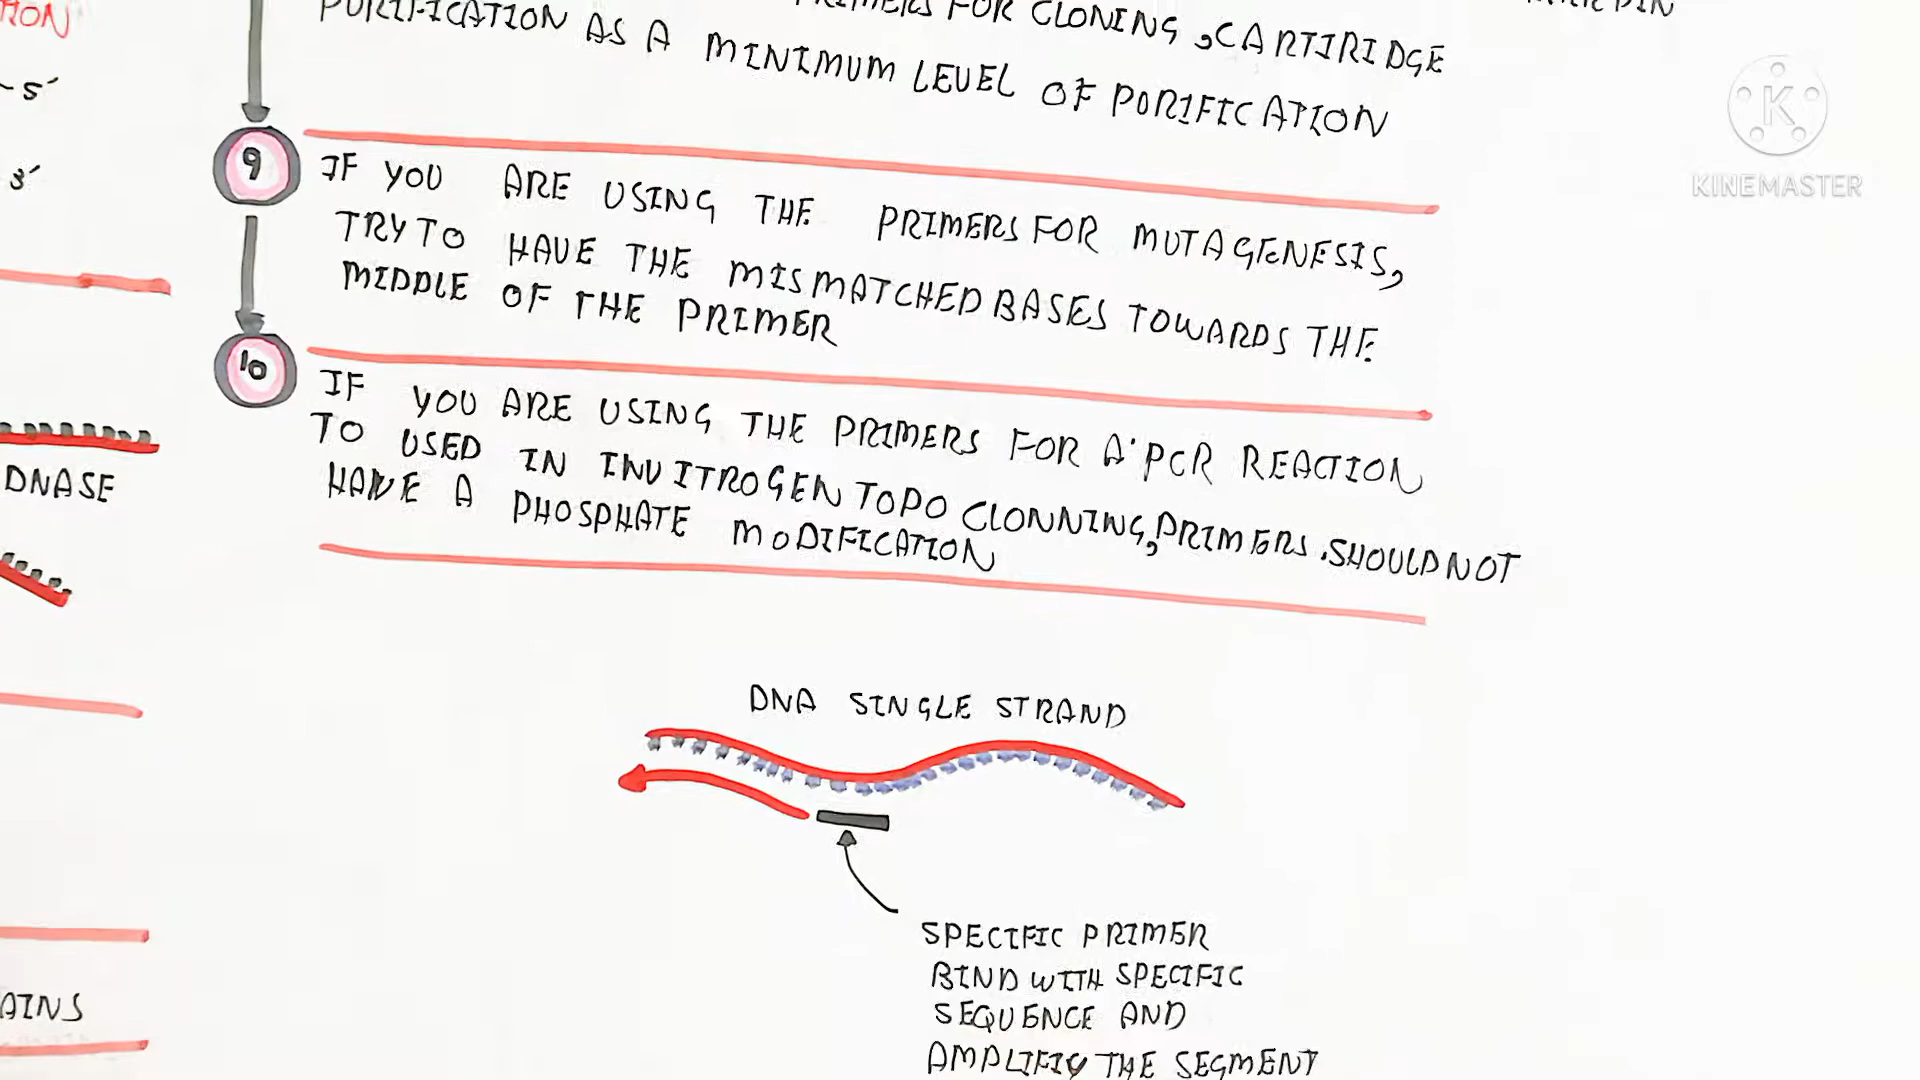 PRIMERS FOR CLONING, CARTIRIDGE
PURIFICATION AS A MINIMUM LEVEL OF PORIFICATION
9 IF YOU ARE USING THE PRIMERS FOR MUTAGENESIS,
TRY TO HAVE THE MISMATCHED BASES TOWARDS THE
MIDDLE OF THE PRIMER
10 IF YOU ARE USING THE PRIMERS FOR A PCR REACTION
TO USED IN INVITROGEN TOPO CLONNING, PRIMERS SHOULD NOT
HAVE A PHOSPHATE MODIFICATION
DNA SINGLE STRAND
SPECIFIC PRIMER
BIND WITH SPECIFIC
SEQUENCE AND
AMPLIFIY THE SEGMENT
5′
3′
DNASE
K
KINEMASTER